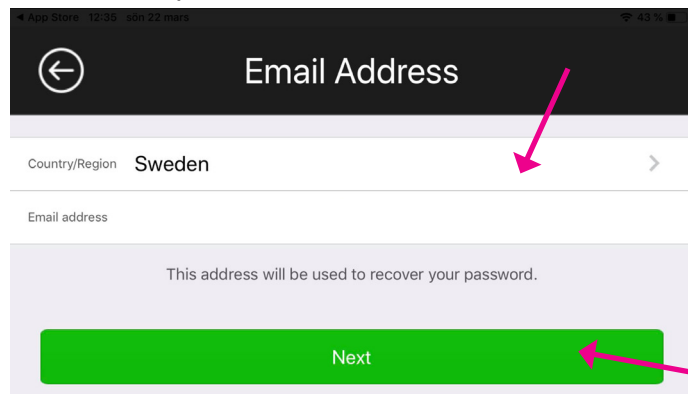 App Store 12:36 sön 22 mars 43 %
Email Address
Country/Region Sweden
Email address
This address will be used to recover your password.
Next